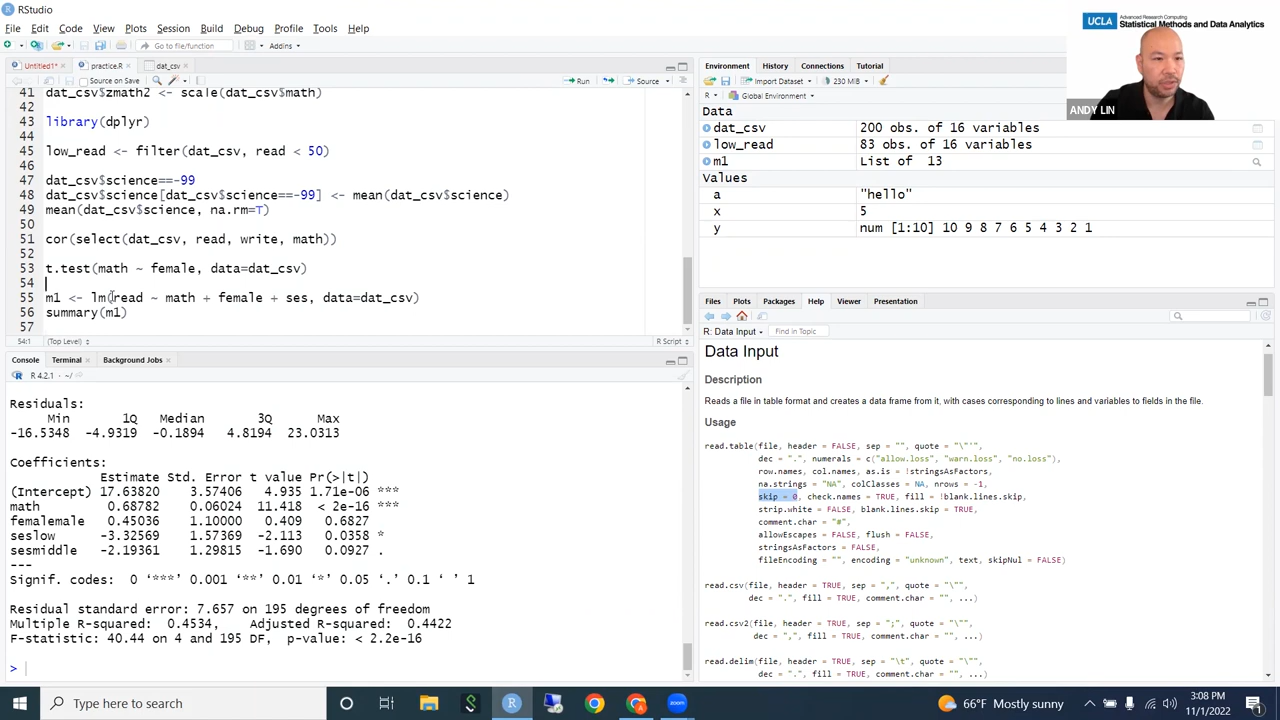 RStudio
File Edit Code View Plots Session Build Debug Profile Tools Help
Go to file/function Addins
Untitled1* practice.R dat_csv
Source on Save Run Source
41 dat_csv$zmath2 <- scale(dat_csv$math)
42
43 library(dplyr)
44
45 low_read <- filter(dat_csv, read < 50)
46
47 dat_csv$science==-99
48 dat_csv$science[dat_csv$science==-99] <- mean(dat_csv$science)
49 mean(dat_csv$science, na.rm=T)
50
51 cor(select(dat_csv, read, write, math))
52
53 t.test(math ~ female, data=dat_csv)
54
55 m1 <- lm(read ~ math + female + ses, data=dat_csv)
56 summary(m1)
57
54:1 (Top Level) R Script
Console Terminal Background Jobs
R 4.2.1 · ~/
Residuals:
Min 1Q Median 3Q Max
-16.5348 -4.9319 -0.1894 4.8194 23.0313
Coefficients:
Estimate Std. Error t value Pr(>|t|)
(Intercept) 17.63820 3.57406 4.935 1.71e-06 ***
math 0.68782 0.06024 11.418 < 2e-16 ***
femalemale 0.45036 1.10000 0.409 0.6827
seslow -3.32569 1.57369 -2.113 0.0358 *
sesmiddle -2.19361 1.29815 -1.690 0.0927 .
---
Signif. codes: 0 ‘***’ 0.001 ‘**’ 0.01 ‘*’ 0.05 ‘.’ 0.1 ‘ ’ 1
Residual standard error: 7.657 on 195 degrees of freedom
Multiple R-squared: 0.4534, Adjusted R-squared: 0.4422
F-statistic: 40.44 on 4 and 195 DF, p-value: < 2.2e-16
>
UCLA Advanced Research Computing
Statistical Methods and Data Analytics
ANDY LIN
Environment History Connections Tutorial
Import Dataset 230 MiB
R Global Environment
Data
dat_csv 200 obs. of 16 variables
low_read 83 obs. of 16 variables
m1 List of 13
Values
a "hello"
x 5
y num [1:10] 10 9 8 7 6 5 4 3 2 1
Files Plots Packages Help Viewer Presentation
R: Data Input Find in Topic
Data Input
Description
Reads a file in table format and creates a data frame from it, with cases corresponding to lines and variables to fields in the file.
Usage
read.table(file, header = FALSE, sep = "", quote = "\"'",
dec = ".", numerals = c("allow.loss", "warn.loss", "no.loss"),
row.names, col.names, as.is = !stringsAsFactors,
na.strings = "NA", colClasses = NA, nrows = -1,
skip = 0, check.names = TRUE, fill = !blank.lines.skip,
strip.white = FALSE, blank.lines.skip = TRUE,
comment.char = "#",
allowEscapes = FALSE, flush = FALSE,
stringsAsFactors = FALSE,
fileEncoding = "", encoding = "unknown", text, skipNul = FALSE)
read.csv(file, header = TRUE, sep = ",", quote = "\"",
dec = ".", fill = TRUE, comment.char = "", ...)
read.csv2(file, header = TRUE, sep = ";", quote = "\"",
dec = ",", fill = TRUE, comment.char = "", ...)
read.delim(file, header = TRUE, sep = "\t", quote = "\"",
dec = ".", fill = TRUE, comment.char = "", ...)
Type here to search
66°F Mostly sunny
3:08 PM
11/1/2022